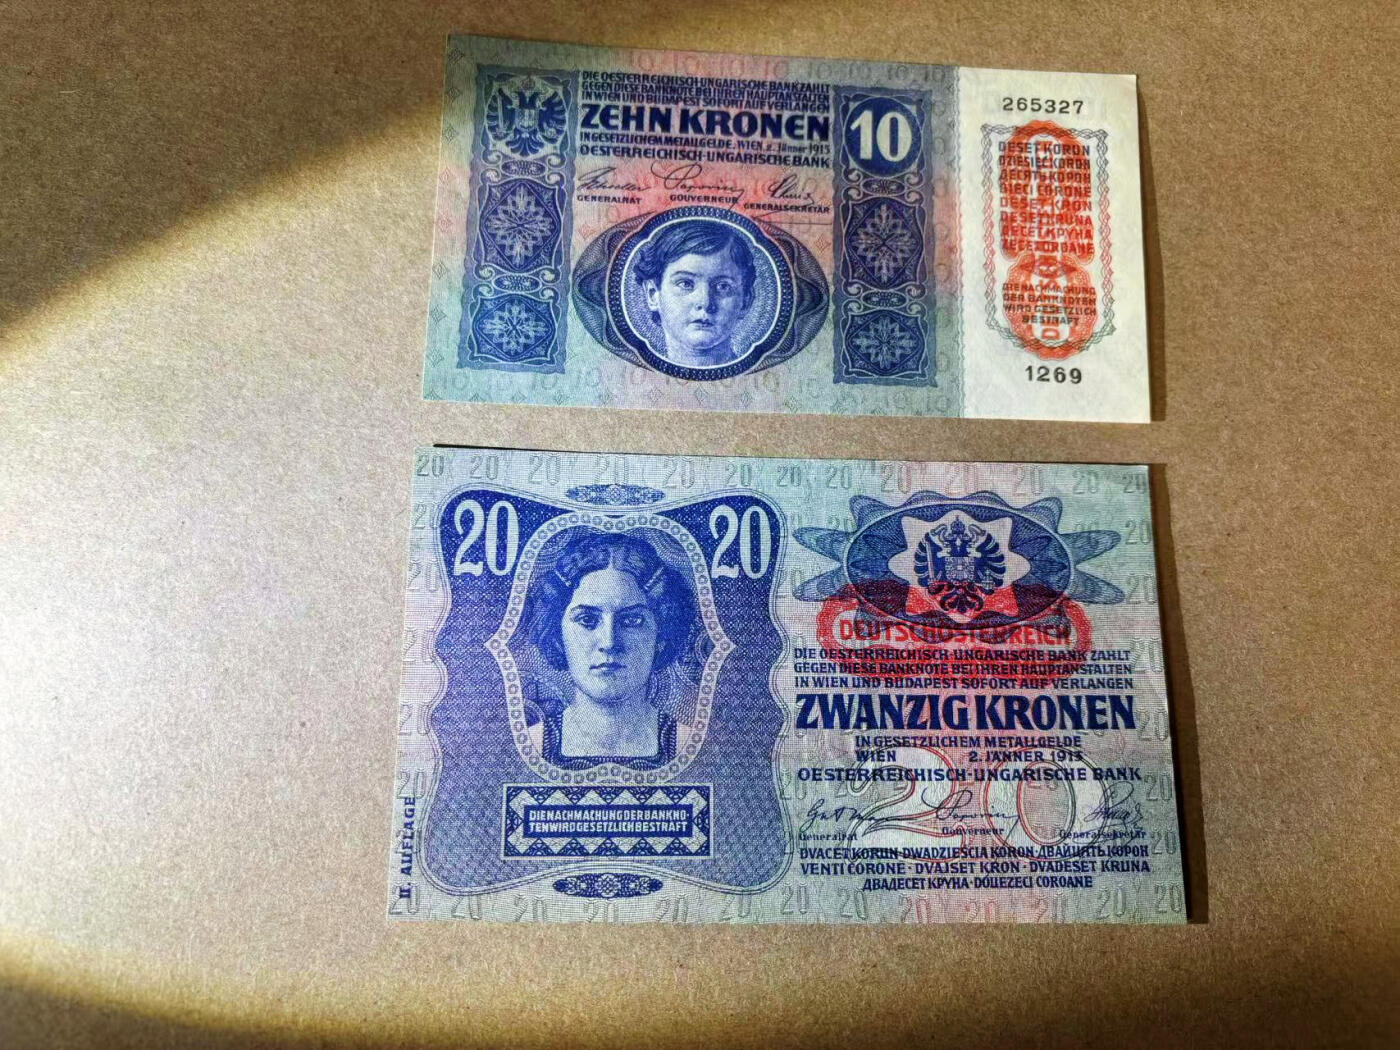 DIE OESTERREICHISCH-UNGARISCHE BANK ZAHLT
GEGEN DIESE BANKNOTE BEI IHREN HAUPTANSTALTEN
IN WIEN UND BUDAPEST SOFORT AUF VERLANGEN
ZEHN KRONEN
IN GESETZLICHEM METALLGELDE. WIEN, 2. Jänner 1915
OESTERREICHISCH-UNGARISCHE BANK
GENERALRAT GOUVERNEUR GENERALSEKRETÄR
10
265327
DESET KORUN
DZIESIĘĆ KORON
ДЕСЯТЬ КОРОН
DIECI CORONE
DESET KRON
DESET KRUNA
ДЕСЕТ КРУНА
ZECE COROANE
DIE NACHMACHUNG
DER BANKNOTEN
WIRD GESETZLICH
BESTRAFT
1269
20
20
DIE NACHMACHUNG DER BANKNO-
TEN WIRD GESETZLICH BESTRAFT
II. AUFLAGE
DEUTSCHÖSTERREICH
DIE OESTERREICHISCH-UNGARISCHE BANK ZAHLT
GEGEN DIESE BANKNOTE BEI IHREN HAUPTANSTALTEN
IN WIEN UND BUDAPEST SOFORT AUF VERLANGEN
ZWANZIG KRONEN
IN GESETZLICHEM METALLGELDE
WIEN 2. JÄNNER 1913
OESTERREICHISCH-UNGARISCHE BANK
20
Generalrat Gouverneur Generalsekretär
DVACET KORUN · DWADZIEŚCIA KORON · ДВАЙЦЯТЬ КОРОН
VENTI CORONE · DVAJSET KRON · DVADESET KRUNA
ДВАДЕСЕТ КРУНА · DOUEZECI COROANE